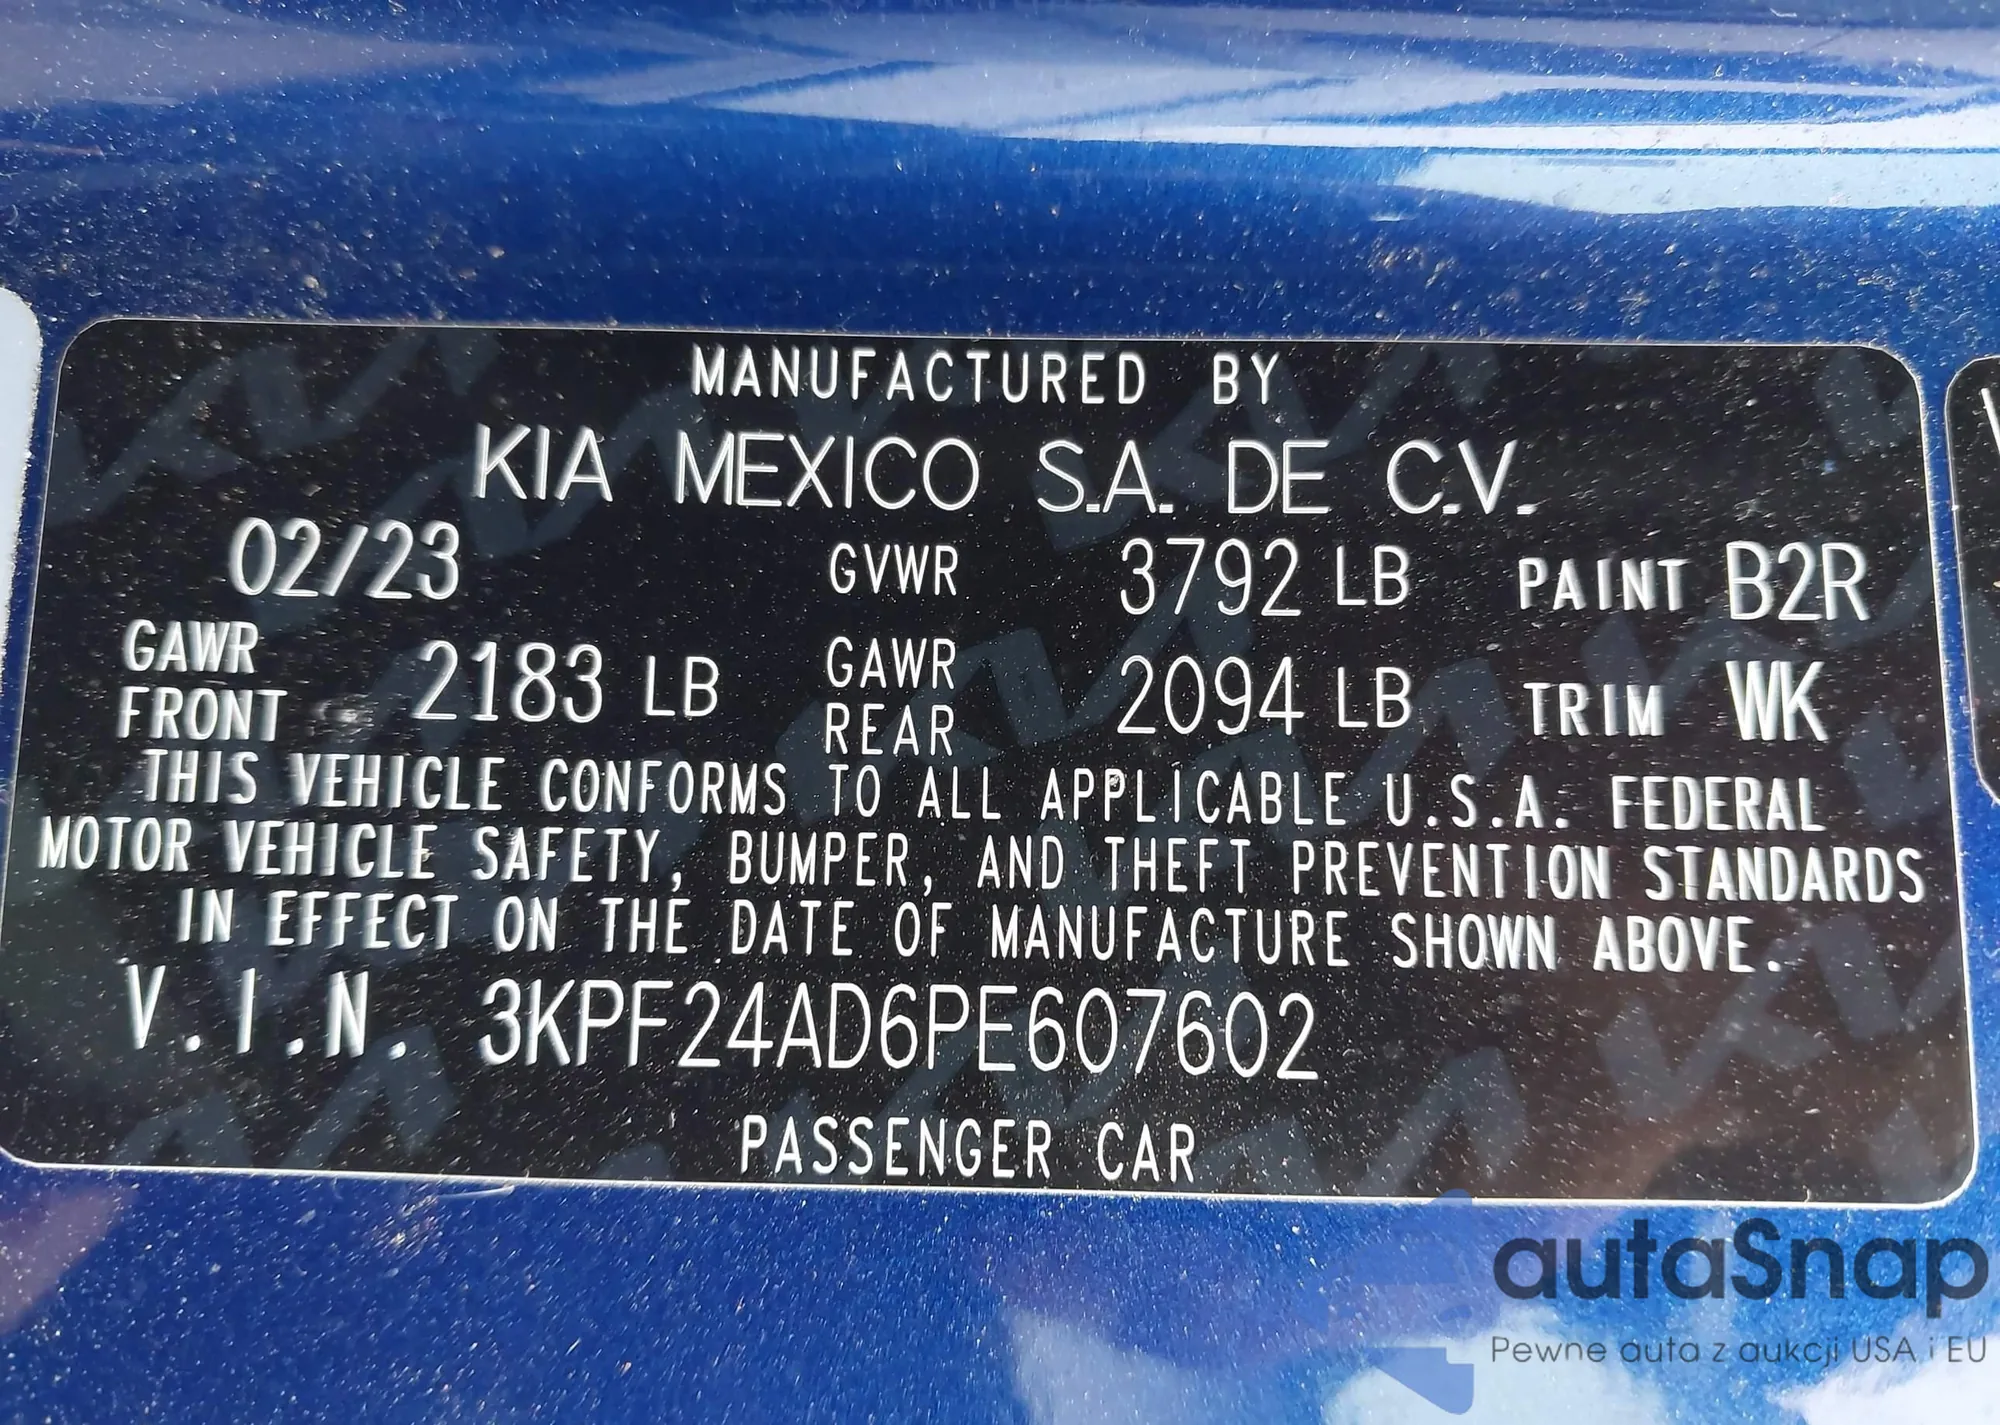 MANUFACTURED BY
KIA MEXICO S.A. DE C.V.
02/23 GVWR 3792 LB PAINT B2R
GAWR FRONT 2183 LB GAWR REAR 2094 LB TRIM WK
THIS VEHICLE CONFORMS TO ALL APPLICABLE U.S.A. FEDERAL
MOTOR VEHICLE SAFETY, BUMPER, AND THEFT PREVENTION STANDARDS
IN EFFECT ON THE DATE OF MANUFACTURE SHOWN ABOVE.
V.I.N. 3KPF24AD6PE607602
PASSENGER CAR
autaSnap
Pewne auta z aukcji USA i EU